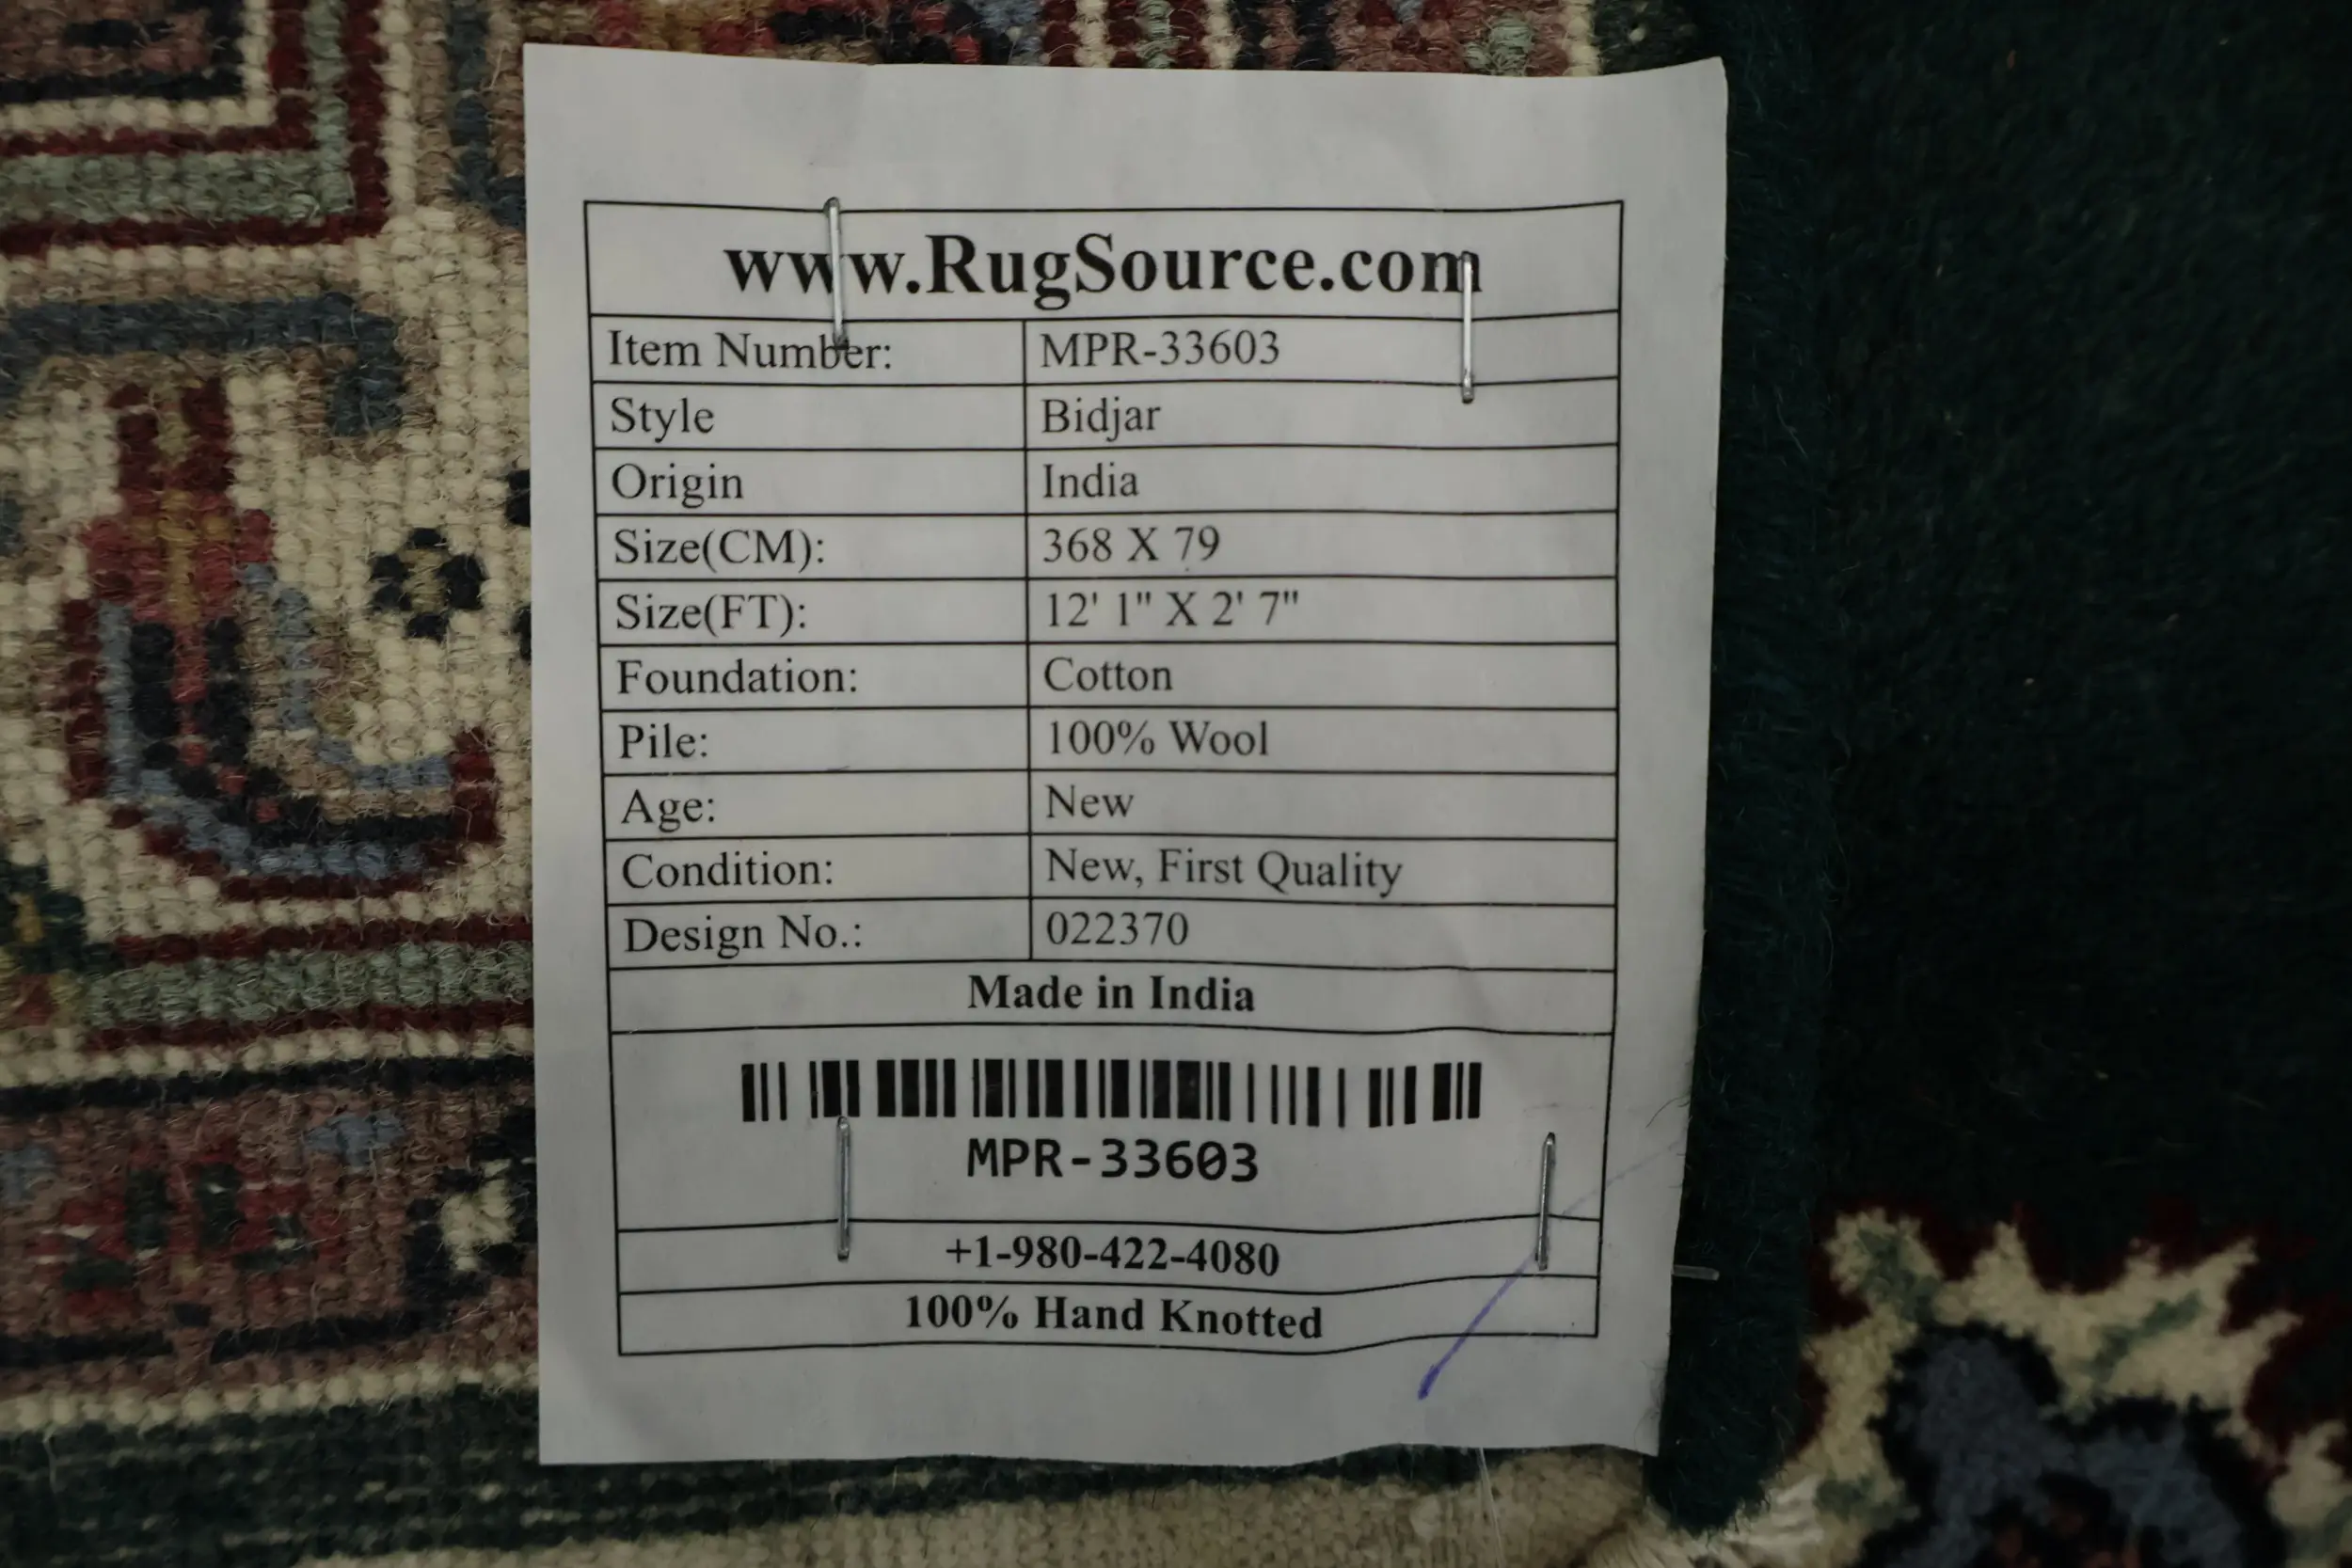 www.RugSource.com
Item Number: MPR-33603
Style Bidjar
Origin India
Size(CM): 368 X 79
Size(FT): 12' 1" X 2' 7"
Foundation: Cotton
Pile: 100% Wool
Age: New
Condition: New, First Quality
Design No.: 022370
Made in India
MPR-33603
+1-980-422-4080
100% Hand Knotted